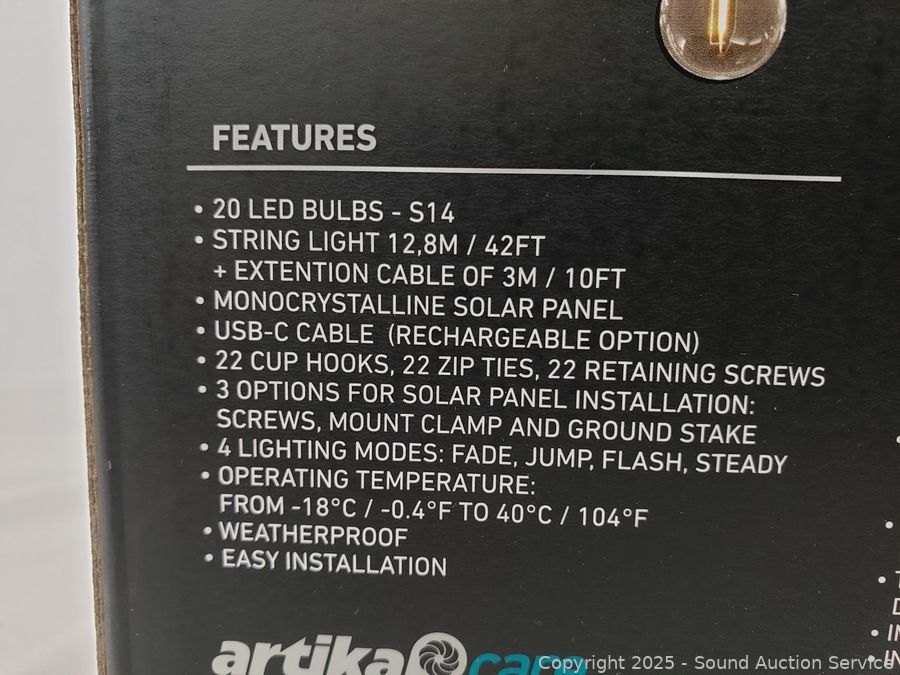 FEATURES
• 20 LED BULBS - S14
• STRING LIGHT 12,8M / 42FT
+ EXTENTION CABLE OF 3M / 10FT
• MONOCRYSTALLINE SOLAR PANEL
• USB-C CABLE (RECHARGEABLE OPTION)
• 22 CUP HOOKS, 22 ZIP TIES, 22 RETAINING SCREWS
• 3 OPTIONS FOR SOLAR PANEL INSTALLATION:
SCREWS, MOUNT CLAMP AND GROUND STAKE
• 4 LIGHTING MODES: FADE, JUMP, FLASH, STEADY
• OPERATING TEMPERATURE:
FROM -18°C / -0.4°F TO 40°C / 104°F
• WEATHERPROOF
• EASY INSTALLATION
artika care
Copyright 2025 - Sound Auction Service